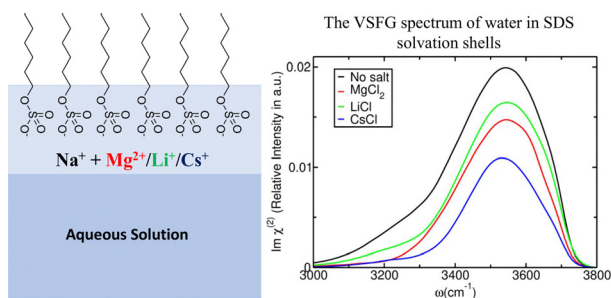 O O O O O O
O-S=O O-S=O O-S=O O-S=O O-S=O O-S=O
O O O O O O O O O O O O
Na⁺ + Mg²⁺/Li⁺/Cs⁺
Aqueous Solution
The VSFG spectrum of water in SDS
solvation shells
0.02
0.01
0
Im χ⁽²⁾ (Relative Intensity in a.u.)
No salt
MgCl₂
LiCl
CsCl
3000 3200 3400 3600 3800
ω(cm⁻¹)